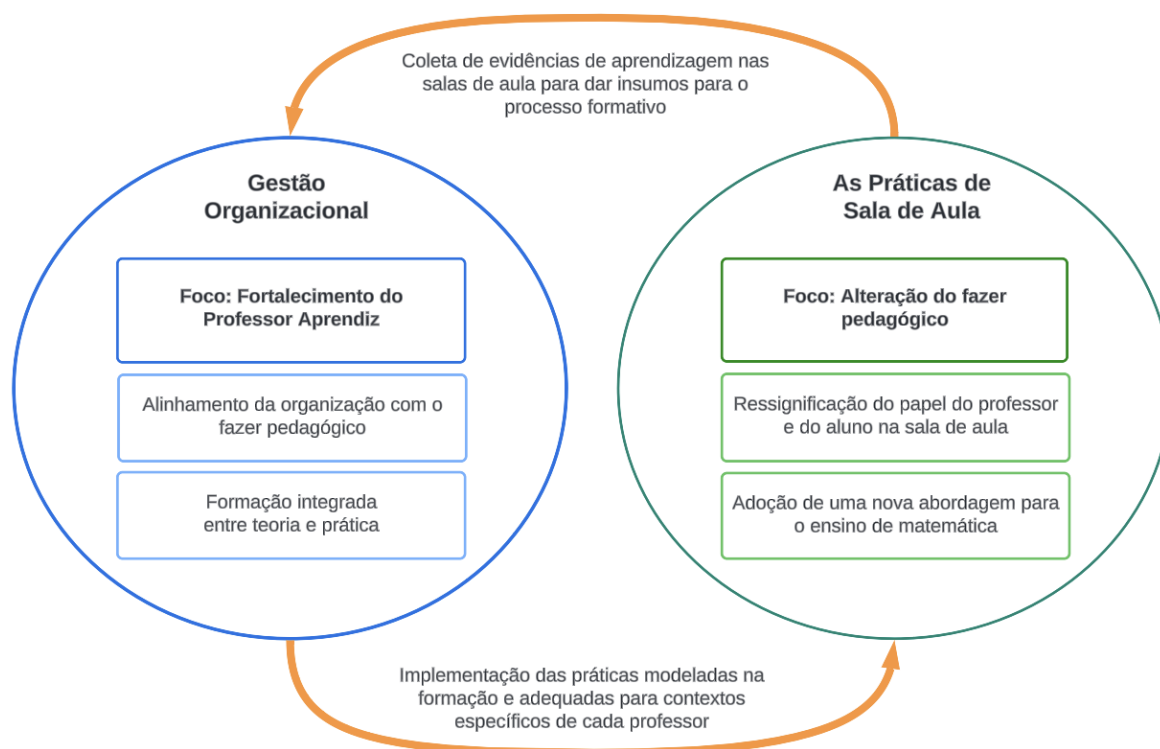 Coleta de evidências de aprendizagem nas
salas de aula para dar insumos para o
processo formativo
Gestão
Organizacional
Foco: Fortalecimento do
Professor Aprendiz
Alinhamento da organização com o
fazer pedagógico
Formação integrada
entre teoria e prática
As Práticas de
Sala de Aula
Foco: Alteração do fazer
pedagógico
Ressignificação do papel do professor
e do aluno na sala de aula
Adoção de uma nova abordagem para
o ensino de matemática
Implementação das práticas modeladas na
formação e adequadas para contextos
específicos de cada professor